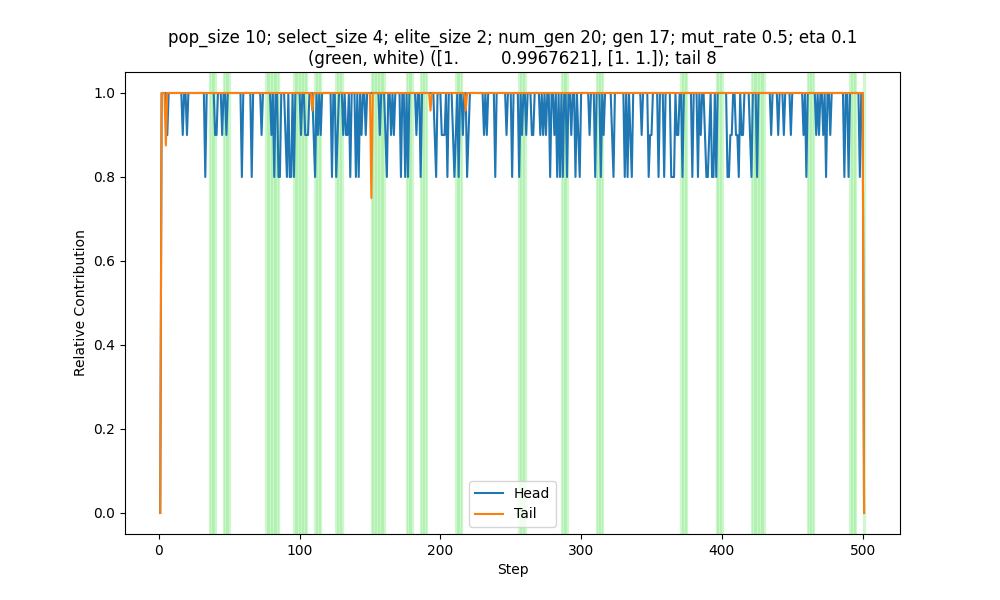 pop_size 10; select_size 4; elite_size 2; num_gen 20; gen 17; mut_rate 0.5; eta 0.1
(green, white) ([1. 0.9967621], [1. 1.]); tail 8
1.0
0.8
0.6
0.4
0.2
0.0
Relative Contribution
Head
Tail
0 100 200 300 400 500
Step